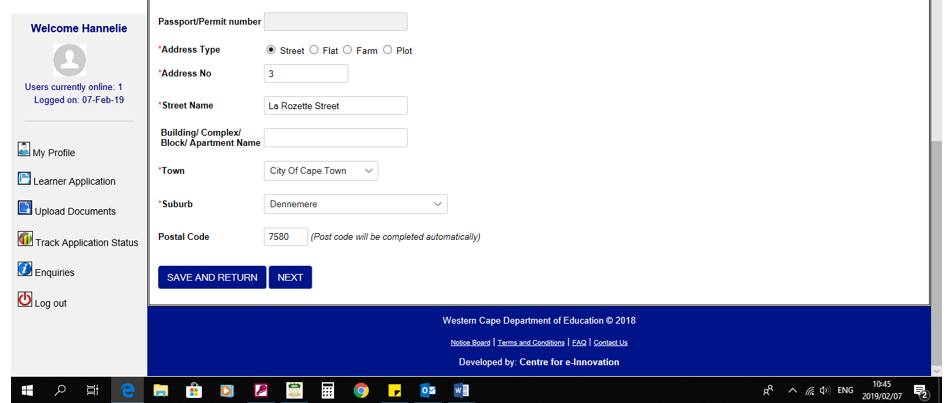 Welcome Hannelie
Users currently online: 1
Logged on: 07-Feb-19
My Profile
Learner Application
Upload Documents
Track Application Status
Enquiries
Log out
Passport/Permit number
*Address Type Street Flat Farm Plot
*Address No 3
*Street Name La Rozette Street
Building/ Complex/
Block/ Apartment Name
*Town City Of Cape Town
*Suburb Dennemere
Postal Code 7580 (Post code will be completed automatically)
SAVE AND RETURN NEXT
Western Cape Department of Education © 2018
Notice Board | Terms and Conditions | FAQ | Contact Us
Developed by: Centre for e-Innovation
ENG 10:45
2019/02/07 2